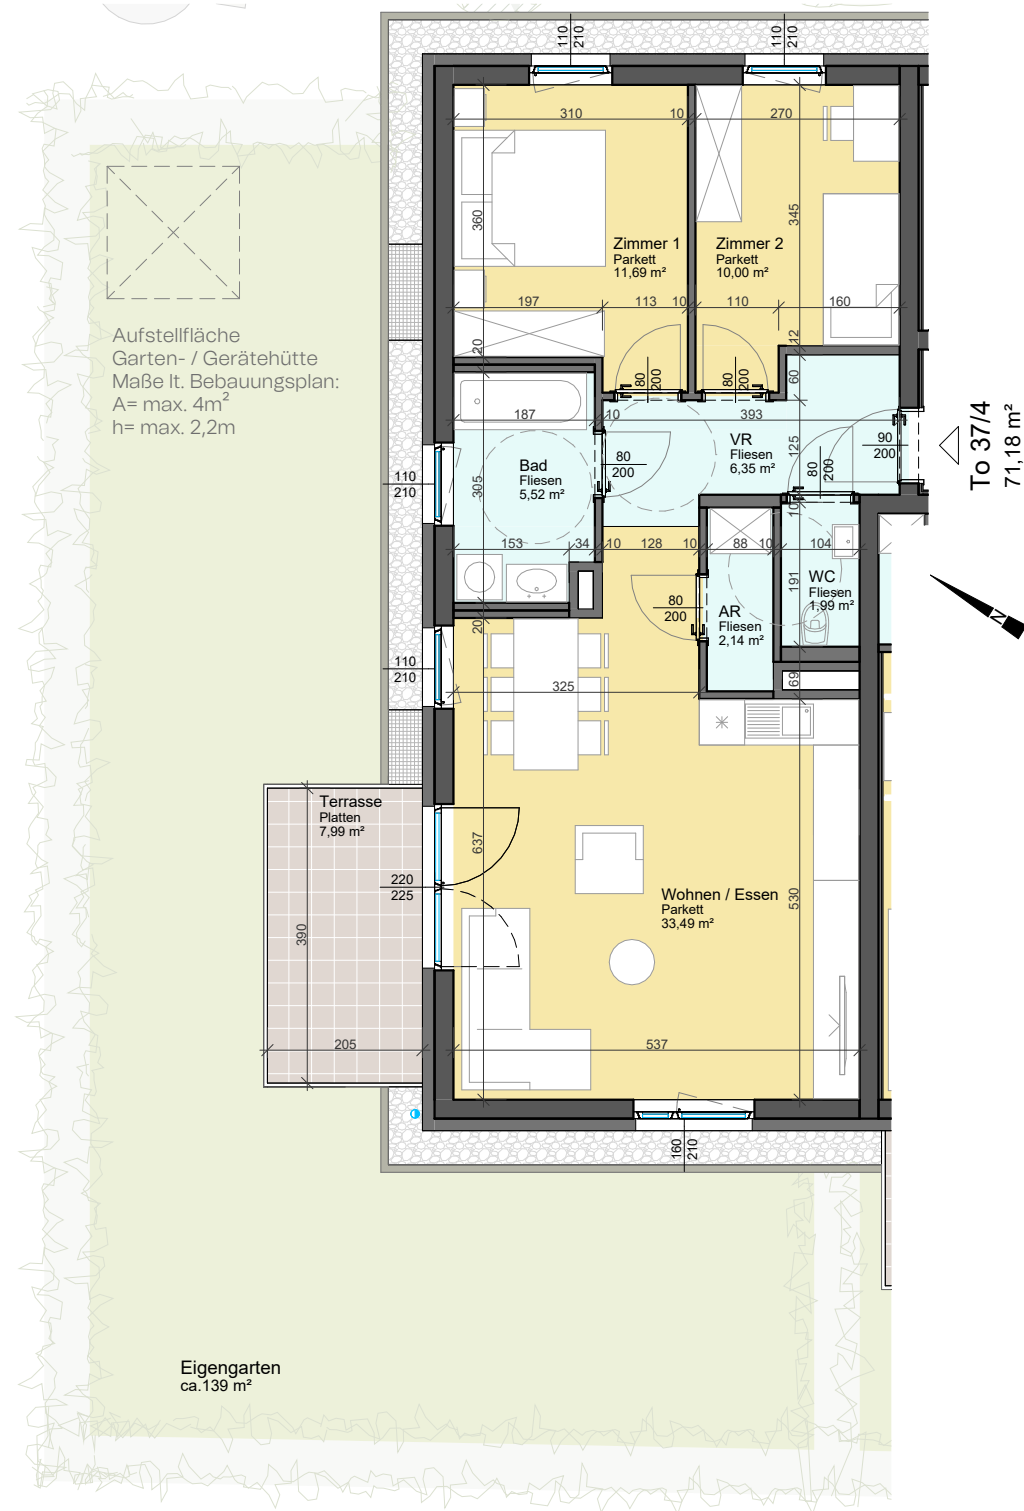 110
210
110
210
310
10
270
360
345
Zimmer 1
Parkett
11,69 m²
Zimmer 2
Parkett
10,00 m²
197
113
10
110
160
20
12
Aufstellfläche
Garten- / Gerätehütte
Maße lt. Bebauungsplan:
A= max. 4m²
h= max. 2,2m
80
200
80
200
60
187
10
393
VR
Fliesen
6,35 m²
125
90
200
To 37/4
71,18 m²
Bad
Fliesen
5,52 m²
80
200
80
200
110
210
305
10
153
34
10
128
10
88
10
104
191
WC
Fliesen
1,99 m²
AR
Fliesen
2,14 m²
80
200
N
20
110
210
325
69
Terrasse
Platten
7,99 m²
637
220
225
Wohnen / Essen
Parkett
33,49 m²
530
390
205
537
160
210
Eigengarten
ca.139 m²